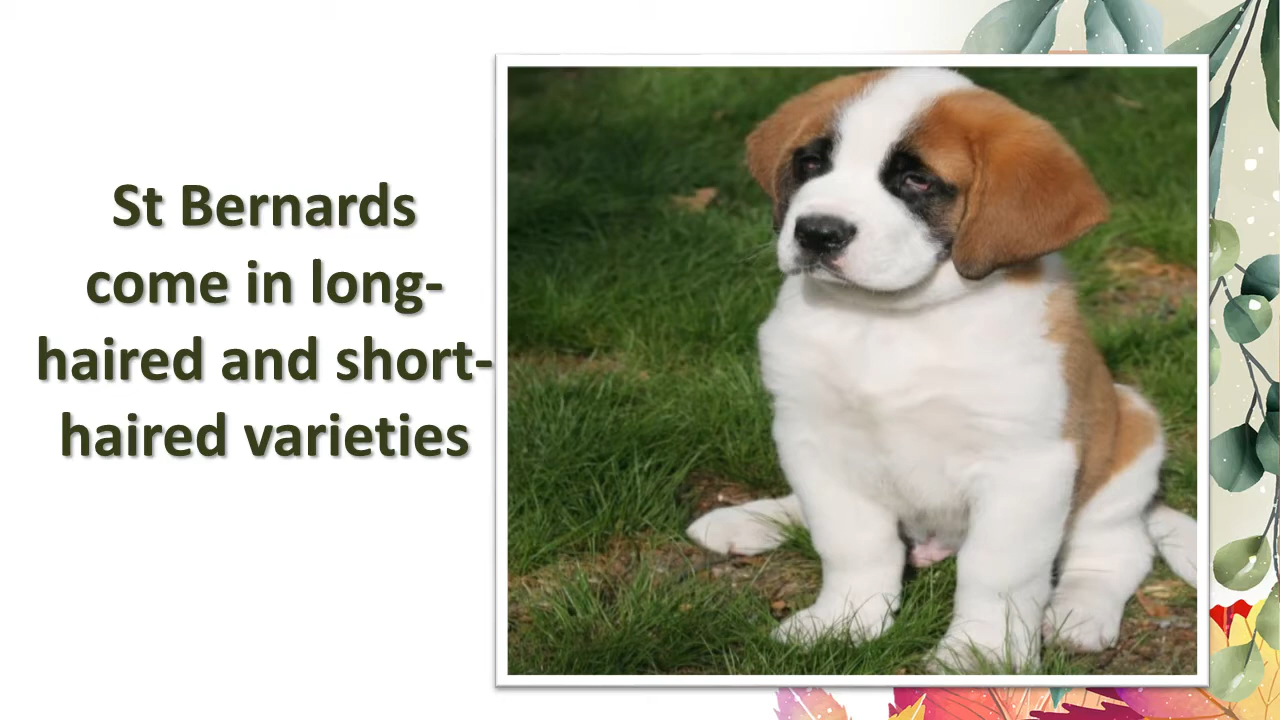 St Bernards
come in long-
haired and short-
haired varieties